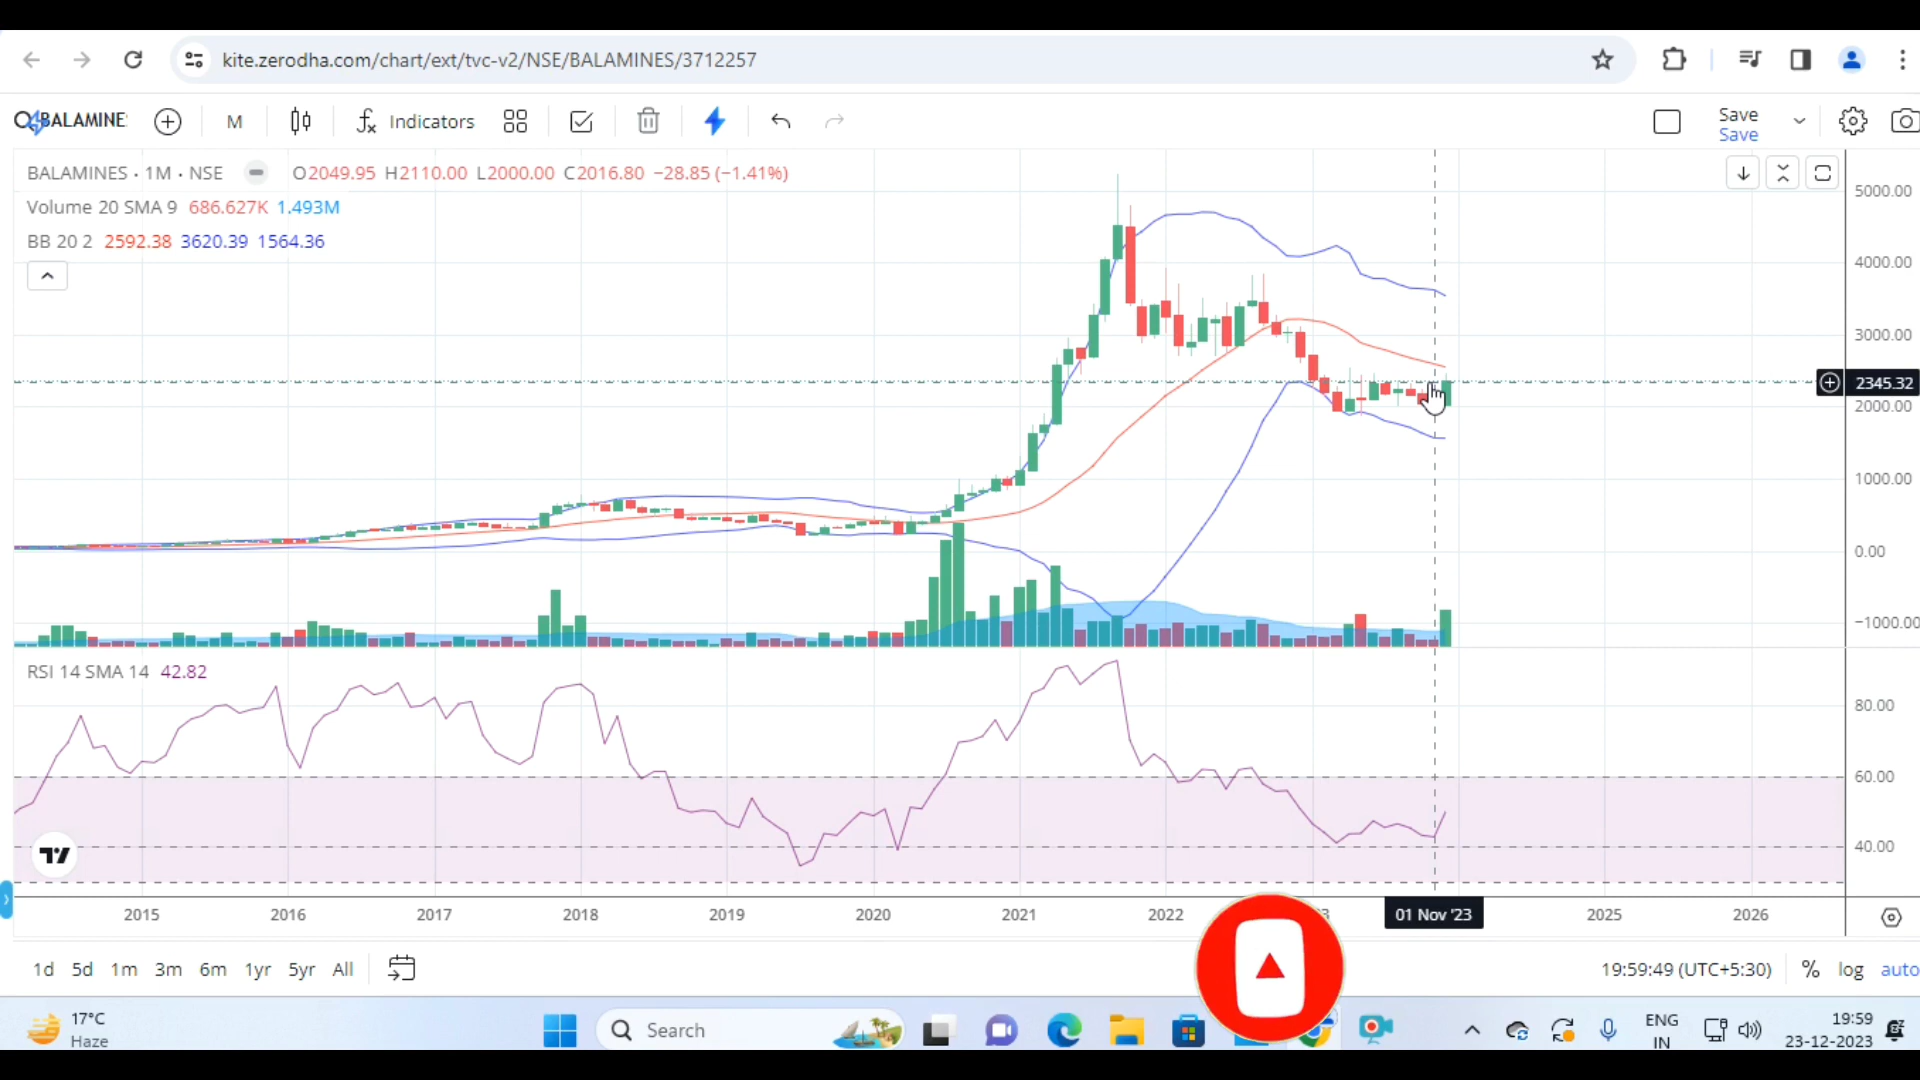 kite.zerodha.com/chart/ext/tvc-v2/NSE/BALAMINES/3712257
BALAMINE
M
Indicators
Save
Save
BALAMINES · 1M · NSE O2049.95 H2110.00 L2000.00 C2016.80 −28.85 (−1.41%)
Volume 20 SMA 9 686.627K 1.493M
BB 20 2 2592.38 3620.39 1564.36
5000.00
4000.00
3000.00
2345.32
2000.00
1000.00
0.00
−1000.00
RSI 14 SMA 14 42.82
80.00
60.00
40.00
2015 2016 2017 2018 2019 2020 2021 2022 01 Nov '23 2025 2026
1d 5d 1m 3m 6m 1yr 5yr All
19:59:49 (UTC+5:30) % log auto
17°C
Haze
Search
ENG
IN
19:59
23-12-2023